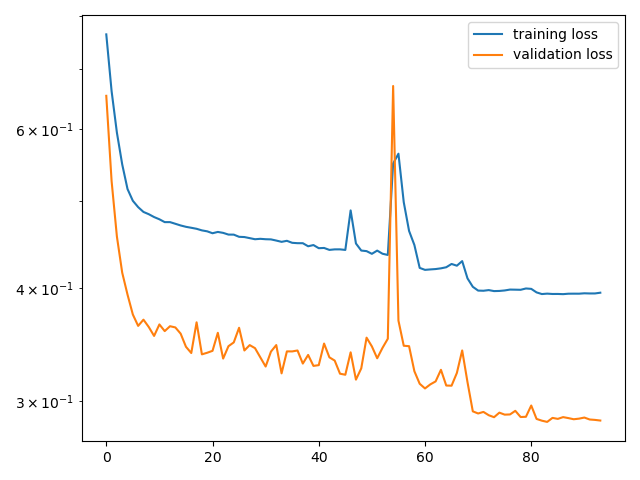 training loss
validation loss
6 × 10⁻¹
4 × 10⁻¹
3 × 10⁻¹
0 20 40 60 80